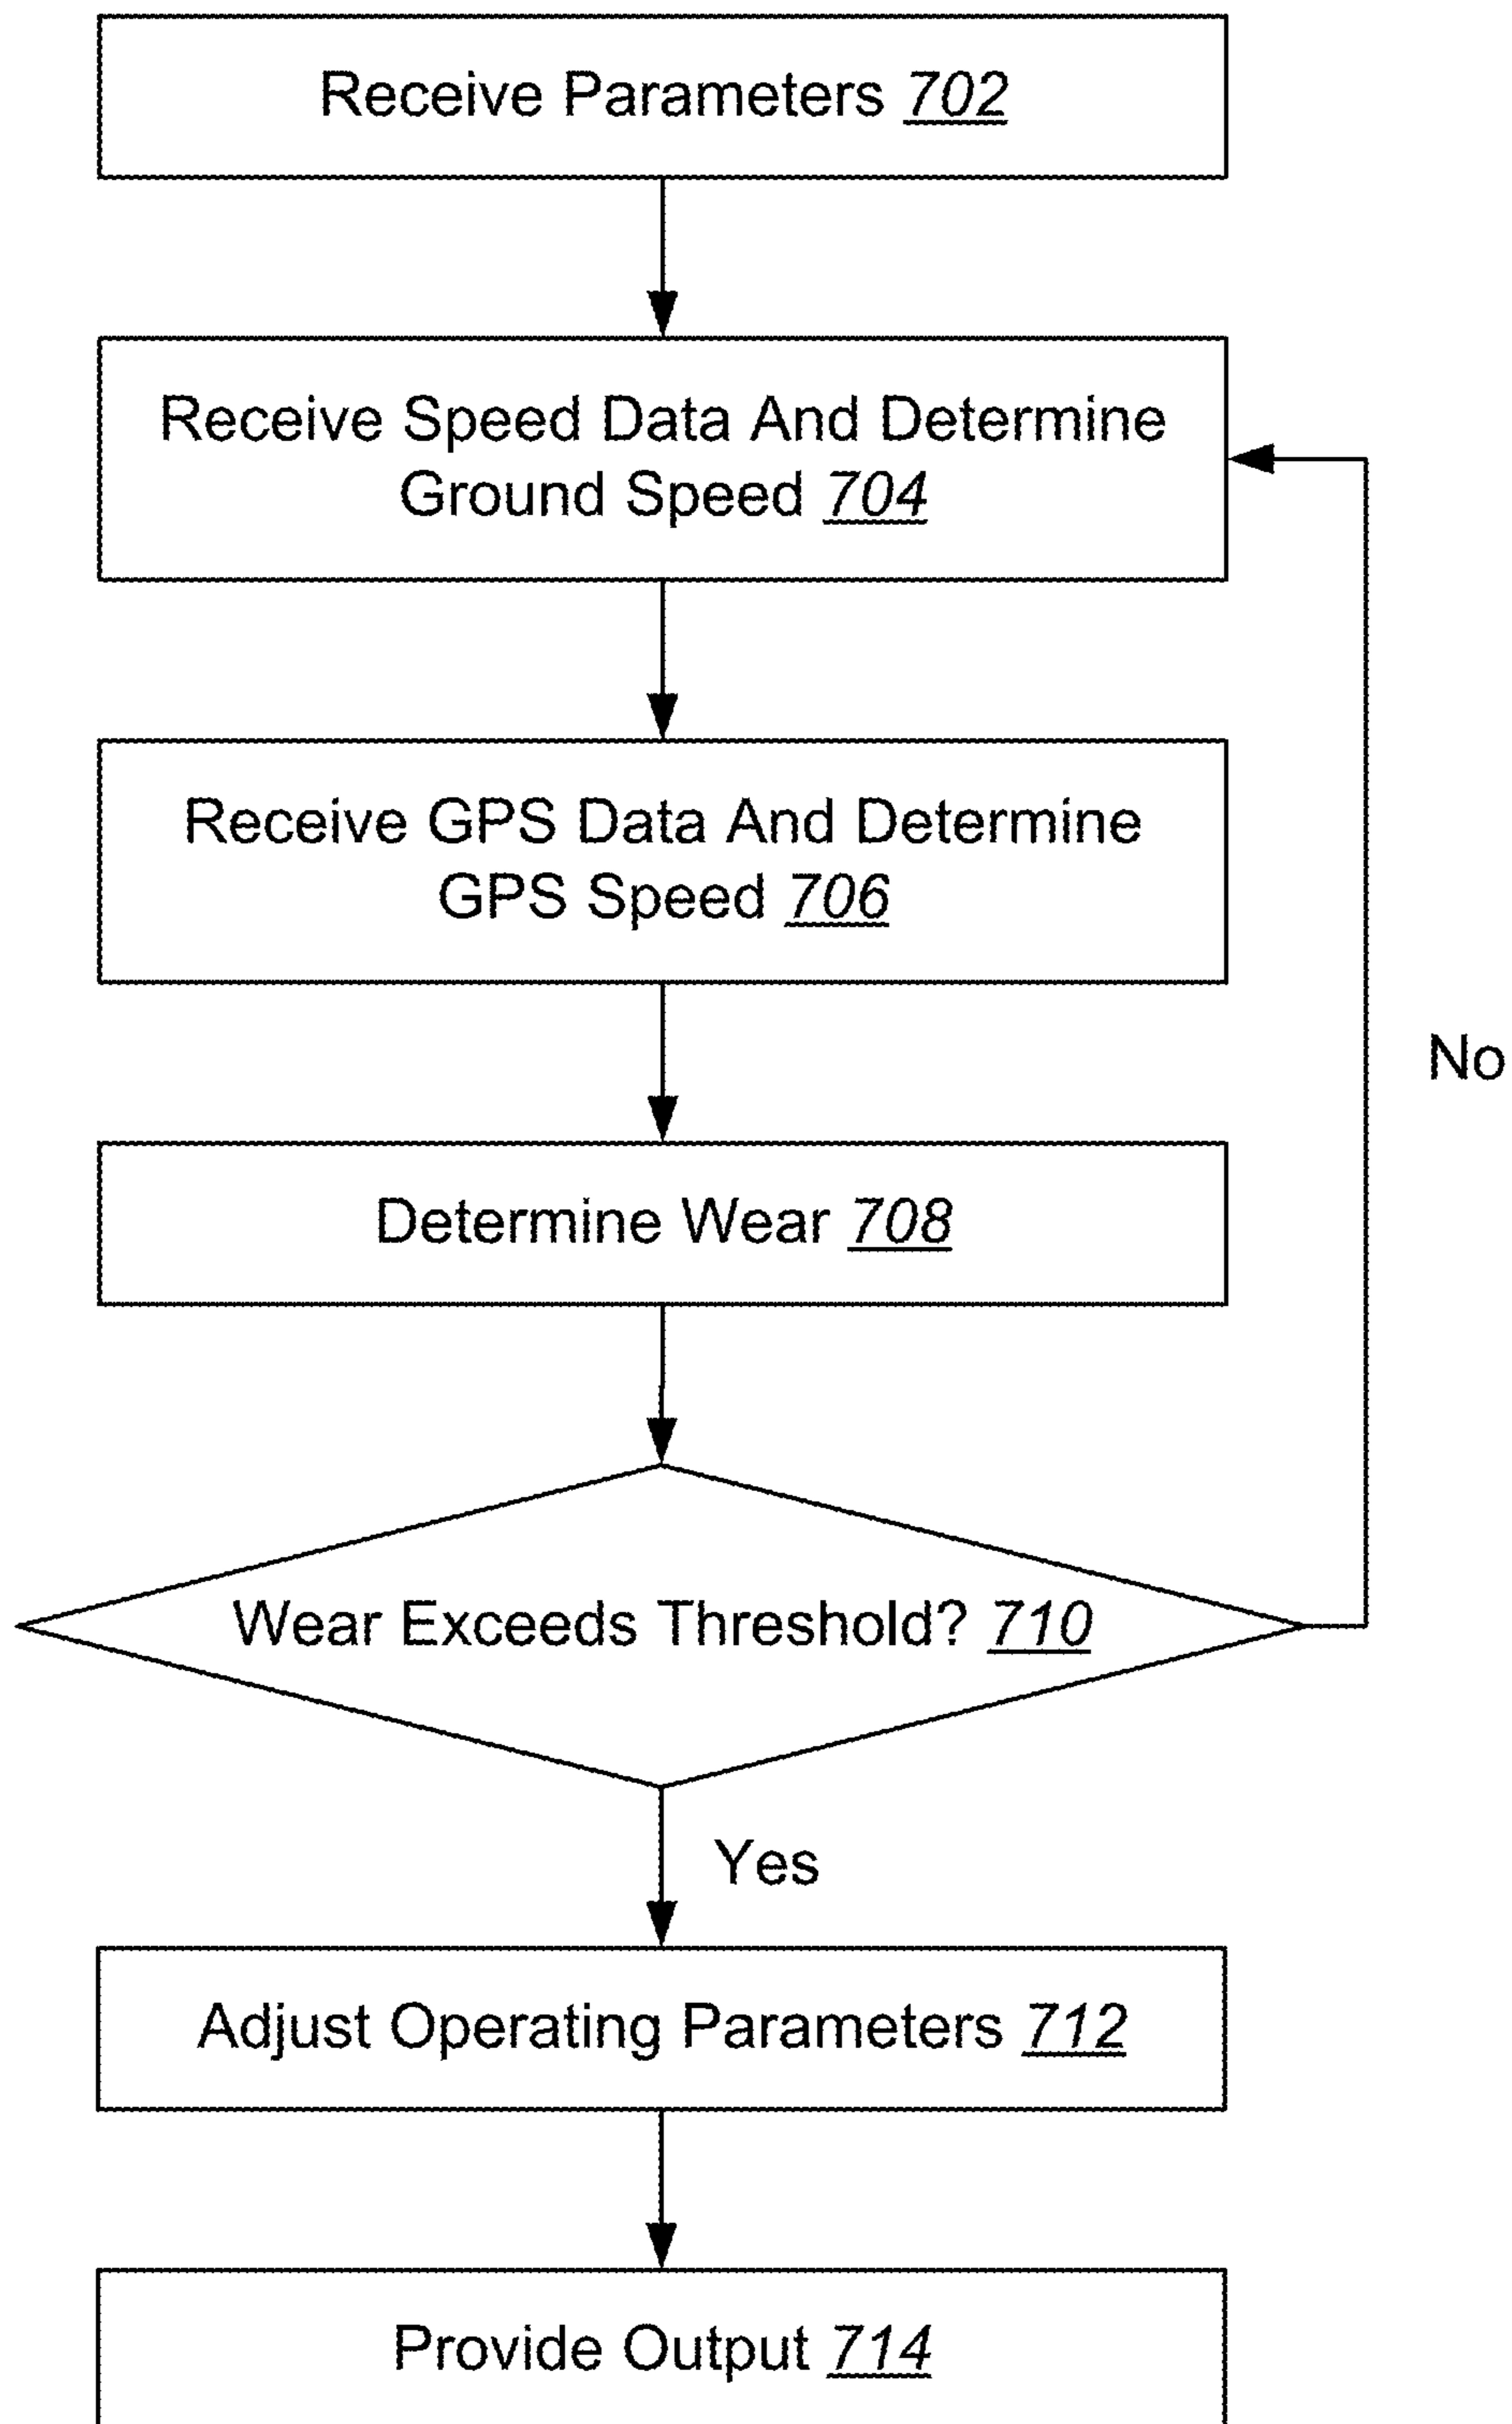 Receive Parameters 702
Receive Speed Data And Determine
Ground Speed 704
Receive GPS Data And Determine
GPS Speed 706
No
Determine Wear 708
Wear Exceeds Threshold? 710
Yes
Adjust Operating Parameters 712
Provide Output 714